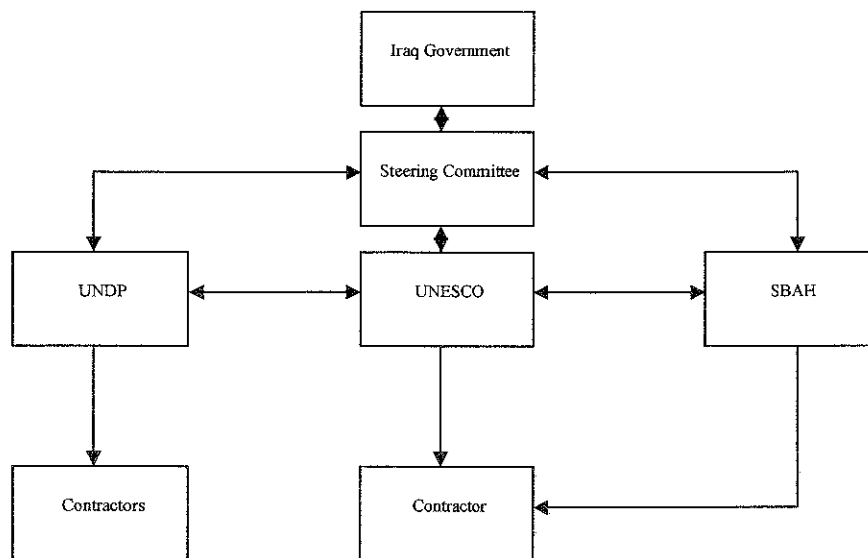 Iraq Government
Steering Committee
UNDP
UNESCO
SBAH
Contractors
Contractor